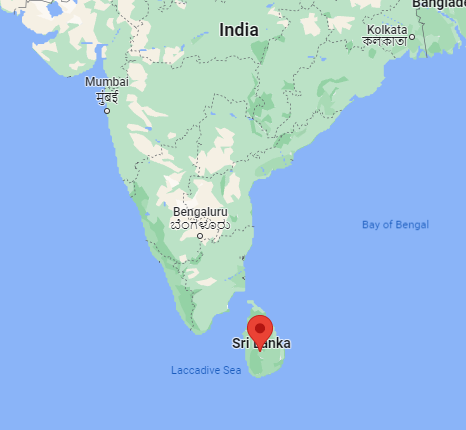 Banglade
India
Kolkata
কলকাতা
Mumbai
मुंबई
Bengaluru
ಬೆಂಗಳೂರು
Bay of Bengal
Sri Lanka
Laccadive Sea